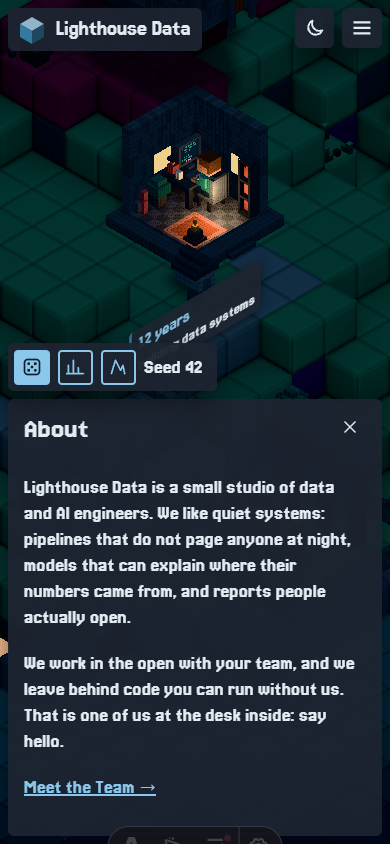 Lighthouse Data
12 years
data systems
Seed 42
About
Lighthouse Data is a small studio of data
and AI engineers. We like quiet systems:
pipelines that do not page anyone at night,
models that can explain where their
numbers came from, and reports people
actually open.
We work in the open with your team, and we
leave behind code you can run without us.
That is one of us at the desk inside: say
hello.
Meet the Team →